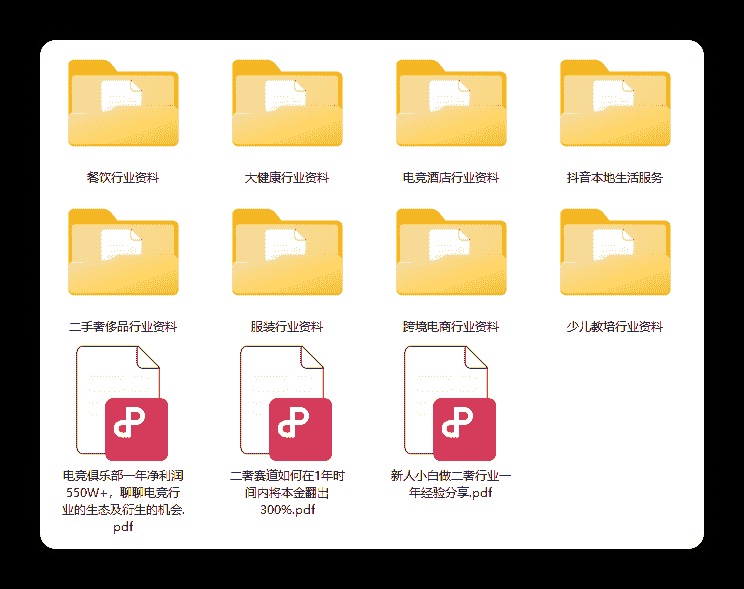 餐饮行业资料
大健康行业资料
电竞酒店行业资料
抖音本地生活服务
二手奢侈品行业资料
服装行业资料
跨境电商行业资料
少儿教培行业资料
电竞俱乐部一年净利润
550W+，聊聊电竞行
业的生态及衍生的机会.
pdf
二奢赛道如何在1年时
间内将本金翻出
300%.pdf
新人小白做二奢行业一
年经验分享.pdf